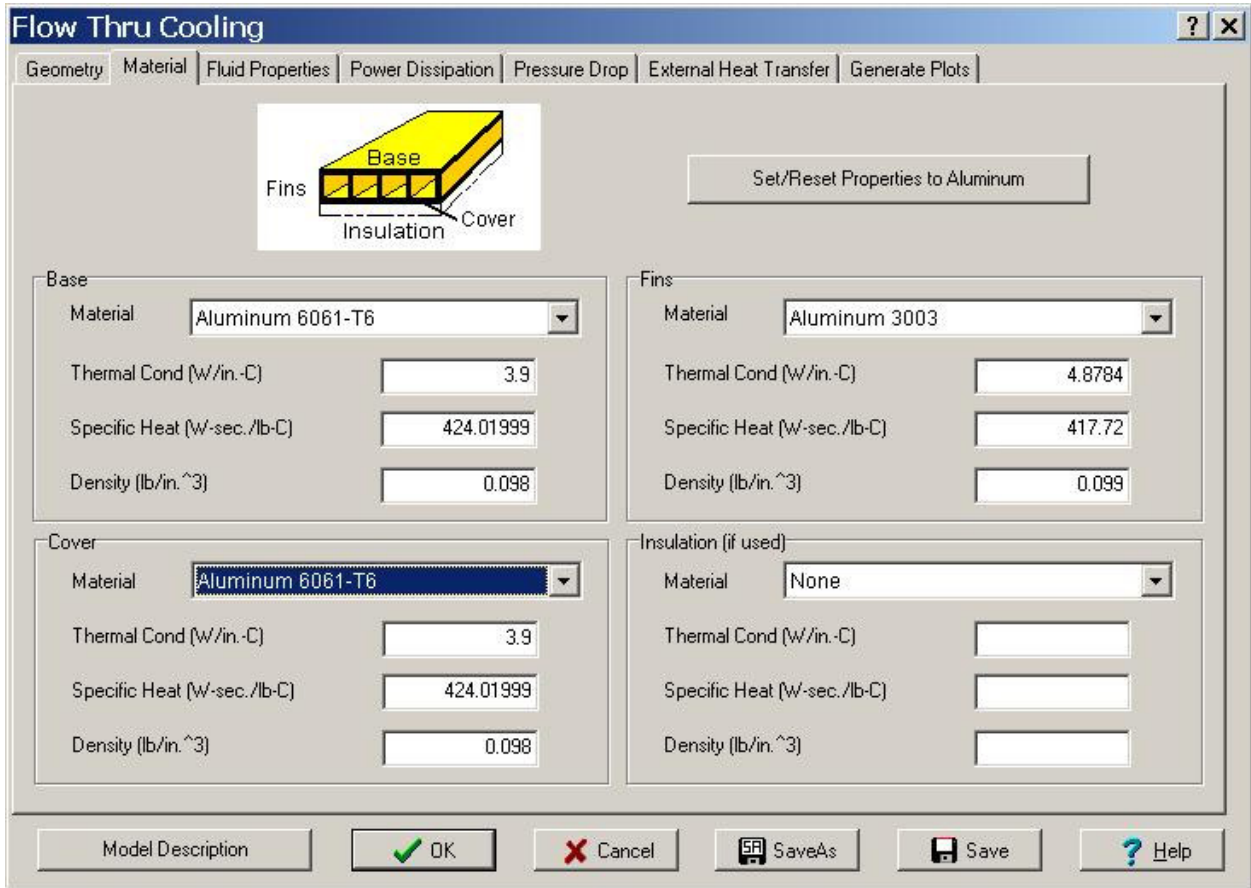 Flow Thru Cooling
Geometry Material Fluid Properties Power Dissipation Pressure Drop External Heat Transfer Generate Plots
Base
Fins
Cover
Insulation
Set/Reset Properties to Aluminum
Base
Material Aluminum 6061-T6
Thermal Cond (W/in.-C) 3.9
Specific Heat (W-sec./lb-C) 424.01999
Density (lb/in.^3) 0.098
Fins
Material Aluminum 3003
Thermal Cond (W/in.-C) 4.8784
Specific Heat (W-sec./lb-C) 417.72
Density (lb/in.^3) 0.099
Cover
Material Aluminum 6061-T6
Thermal Cond (W/in.-C) 3.9
Specific Heat (W-sec./lb-C) 424.01999
Density (lb/in.^3) 0.098
Insulation (if used)
Material None
Thermal Cond (W/in.-C)
Specific Heat (W-sec./lb-C)
Density (lb/in.^3)
Model Description OK Cancel SA SaveAs Save ? Help